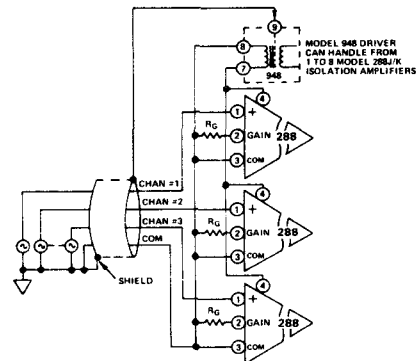 9
8
7
948
MODEL 948 DRIVER
CAN HANDLE FROM
1 TO 8 MODEL 288J/K
ISOLATION AMPLIFIERS
4
1 +
RG 2 GAIN 288
3 COM
CHAN #1
CHAN #2
CHAN #3
COM
4
1 +
RG 2 GAIN 288
3 COM
SHIELD
4
1 +
RG 2 GAIN 288
3 COM